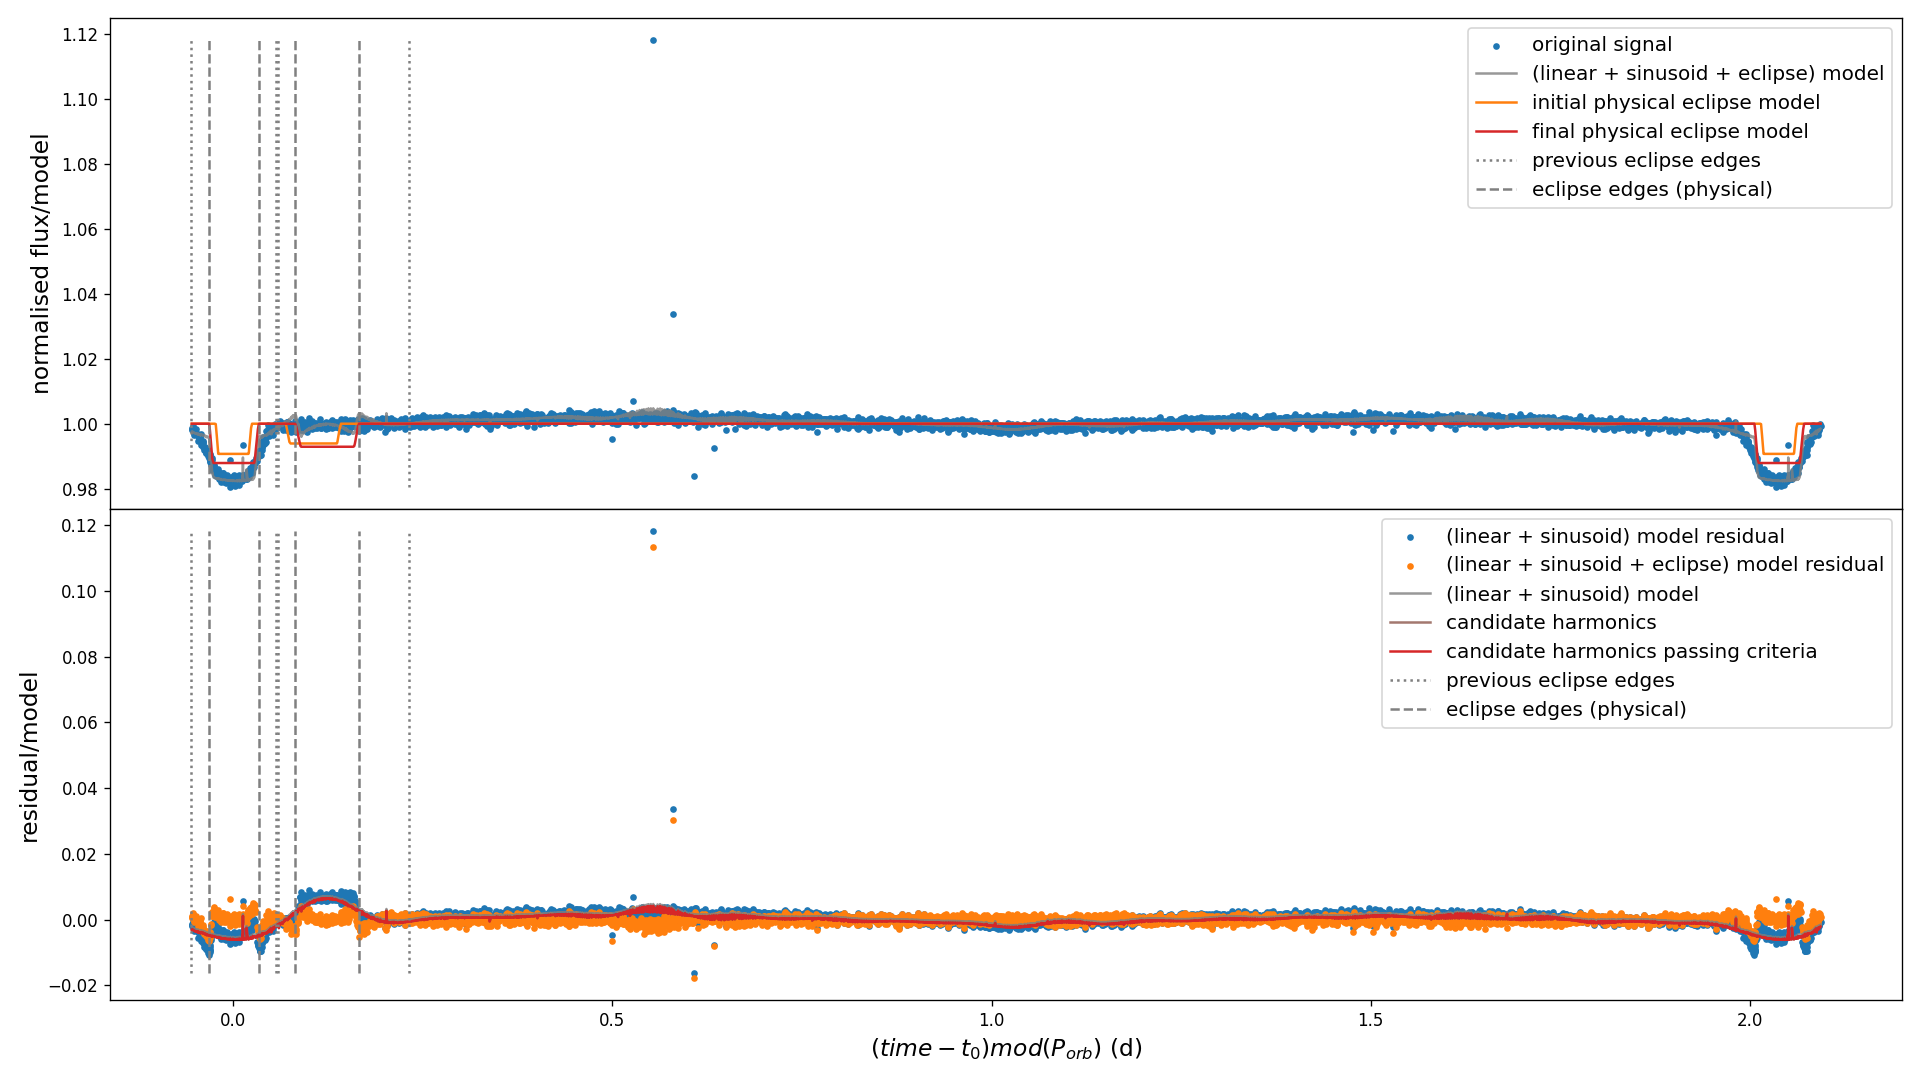 normalised flux/model
1.12
1.10
1.08
1.06
1.04
1.02
1.00
0.98
original signal
(linear + sinusoid + eclipse) model
initial physical eclipse model
final physical eclipse model
previous eclipse edges
eclipse edges (physical)
residual/model
0.12
0.10
0.08
0.06
0.04
0.02
0.00
−0.02
(linear + sinusoid) model residual
(linear + sinusoid + eclipse) model residual
(linear + sinusoid) model
candidate harmonics
candidate harmonics passing criteria
previous eclipse edges
eclipse edges (physical)
0.0 0.5 1.0 1.5 2.0
(time − t₀)mod(P_orb) (d)